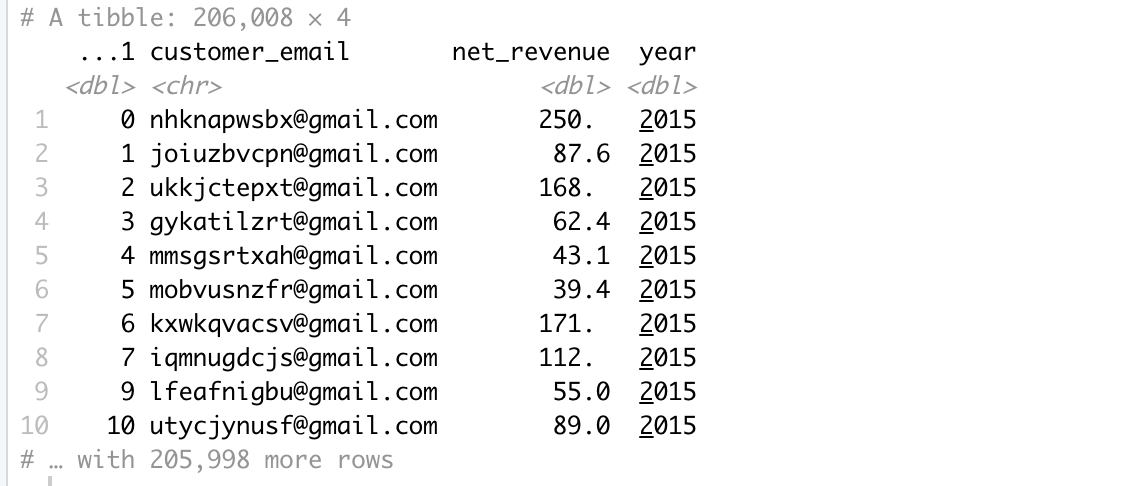 # A tibble: 206,008 × 4
...1 customer_email net_revenue year
<dbl> <chr> <dbl> <dbl>
1 0 nhknapwsbx@gmail.com 250. 2015
2 1 joiuzbvcpn@gmail.com 87.6 2015
3 2 ukkjctepxt@gmail.com 168. 2015
4 3 gykatilzrt@gmail.com 62.4 2015
5 4 mmsgsrtxah@gmail.com 43.1 2015
6 5 mobvusnzfr@gmail.com 39.4 2015
7 6 kxwkqvacsv@gmail.com 171. 2015
8 7 iqmnugdcjs@gmail.com 112. 2015
9 9 lfeafnigbu@gmail.com 55.0 2015
10 10 utycjynusf@gmail.com 89.0 2015
# … with 205,998 more rows